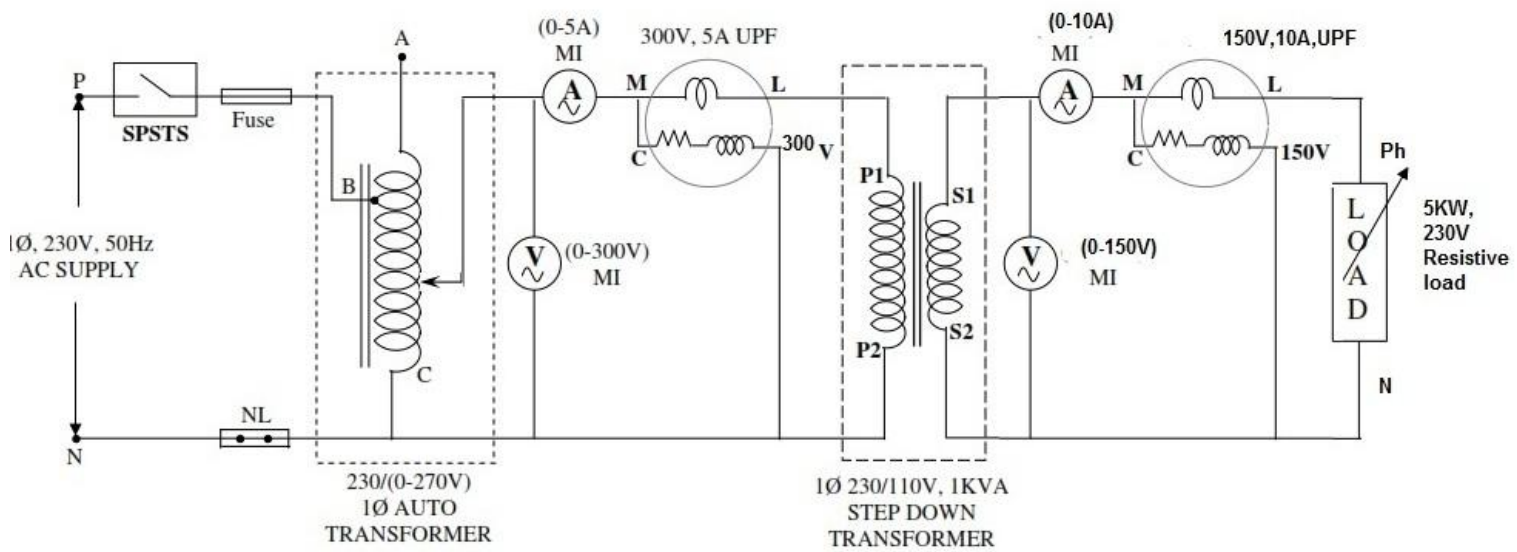 P
SPSTS
Fuse
1Ø, 230V, 50Hz
AC SUPPLY
N
NL
A
B
C
230/(0-270V)
1Ø AUTO
TRANSFORMER
(0-5A)
MI
A
300V, 5A UPF
M
L
C
300 V
V
(0-300V)
MI
P1
P2
S1
S2
1Ø 230/110V, 1KVA
STEP DOWN
TRANSFORMER
(0-10A)
MI
A
150V,10A,UPF
M
L
C
150V
V
(0-150V)
MI
Ph
L
O
A
D
5KW,
230V
Resistive
load
N